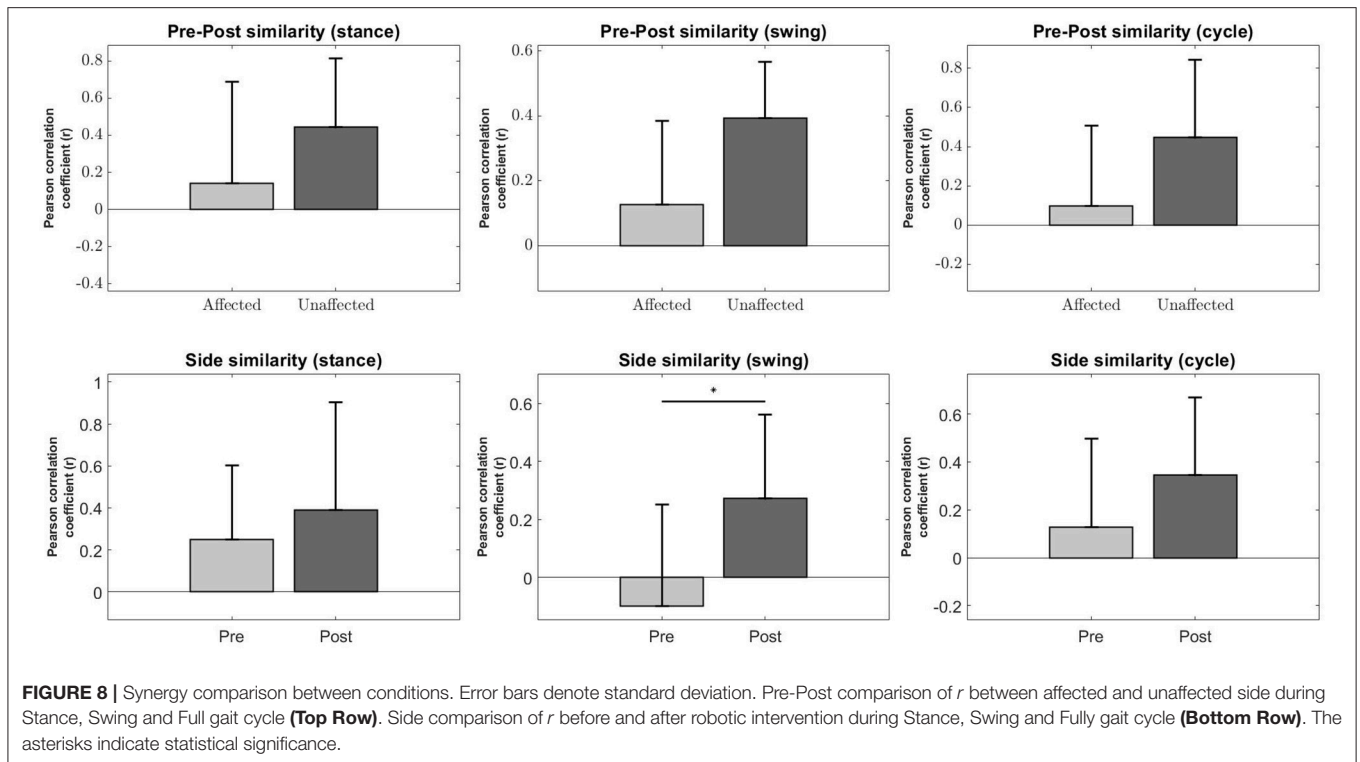 Pre-Post similarity (stance)
Pearson correlation
coefficient (r)
0.8
0.6
0.4
0.2
0
-0.2
-0.4
Affected
Unaffected
Pre-Post similarity (swing)
Pearson correlation
coefficient (r)
0.6
0.4
0.2
0
Affected
Unaffected
Pre-Post similarity (cycle)
Pearson correlation
coefficient (r)
0.8
0.6
0.4
0.2
0
-0.2
Affected
Unaffected
Side similarity (stance)
Pearson correlation
coefficient (r)
1
0.8
0.6
0.4
0.2
0
Pre
Post
Side similarity (swing)
Pearson correlation
coefficient (r)
0.6
0.4
0.2
0
*
Pre
Post
Side similarity (cycle)
Pearson correlation
coefficient (r)
0.6
0.4
0.2
0
-0.2
Pre
Post
FIGURE 8 | Synergy comparison between conditions. Error bars denote standard deviation. Pre-Post comparison of r between affected and unaffected side during
Stance, Swing and Full gait cycle (Top Row). Side comparison of r before and after robotic intervention during Stance, Swing and Fully gait cycle (Bottom Row). The
asterisks indicate statistical significance.